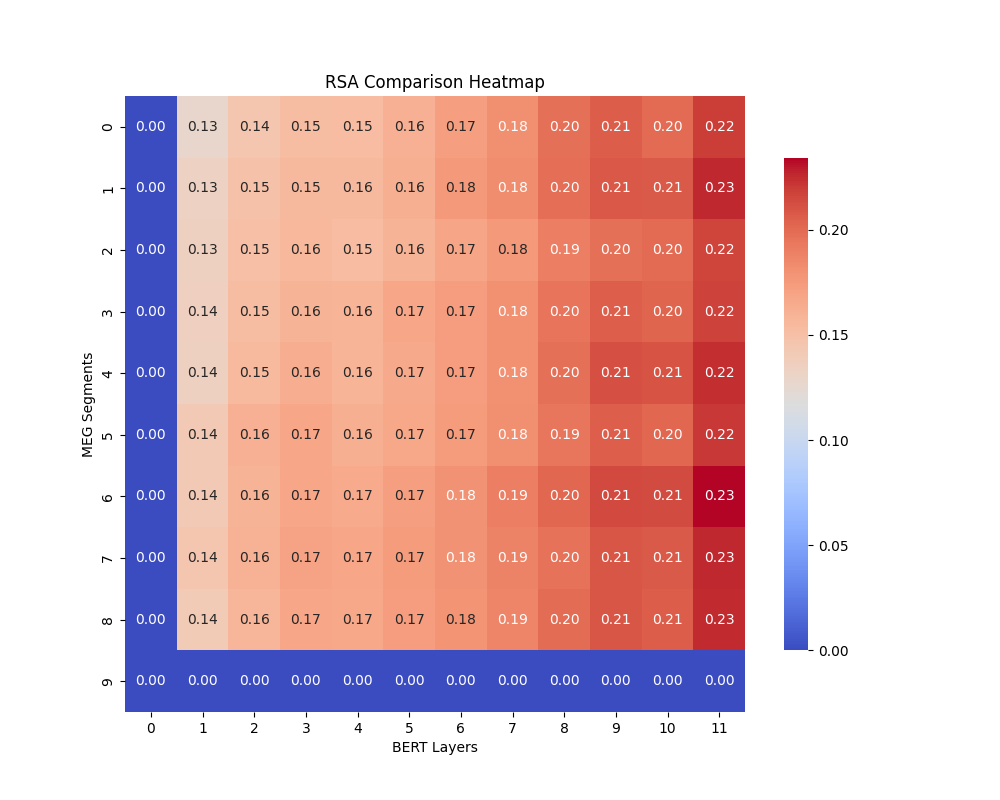 RSA Comparison Heatmap
0 0.00 0.13 0.14 0.15 0.15 0.16 0.17 0.18 0.20 0.21 0.20 0.22
1 0.00 0.13 0.15 0.15 0.16 0.16 0.18 0.18 0.20 0.21 0.21 0.23
2 0.00 0.13 0.15 0.16 0.15 0.16 0.17 0.18 0.19 0.20 0.20 0.22
3 0.00 0.14 0.15 0.16 0.16 0.17 0.17 0.18 0.20 0.21 0.20 0.22
4 0.00 0.14 0.15 0.16 0.16 0.17 0.17 0.18 0.20 0.21 0.21 0.22
5 0.00 0.14 0.16 0.17 0.16 0.17 0.17 0.18 0.19 0.21 0.20 0.22
6 0.00 0.14 0.16 0.17 0.17 0.17 0.18 0.19 0.20 0.21 0.21 0.23
7 0.00 0.14 0.16 0.17 0.17 0.17 0.18 0.19 0.20 0.21 0.21 0.23
8 0.00 0.14 0.16 0.17 0.17 0.17 0.18 0.19 0.20 0.21 0.21 0.23
9 0.00 0.00 0.00 0.00 0.00 0.00 0.00 0.00 0.00 0.00 0.00 0.00
0 1 2 3 4 5 6 7 8 9 10 11
BERT Layers
MEG Segments
0.20
0.15
0.10
0.05
0.00